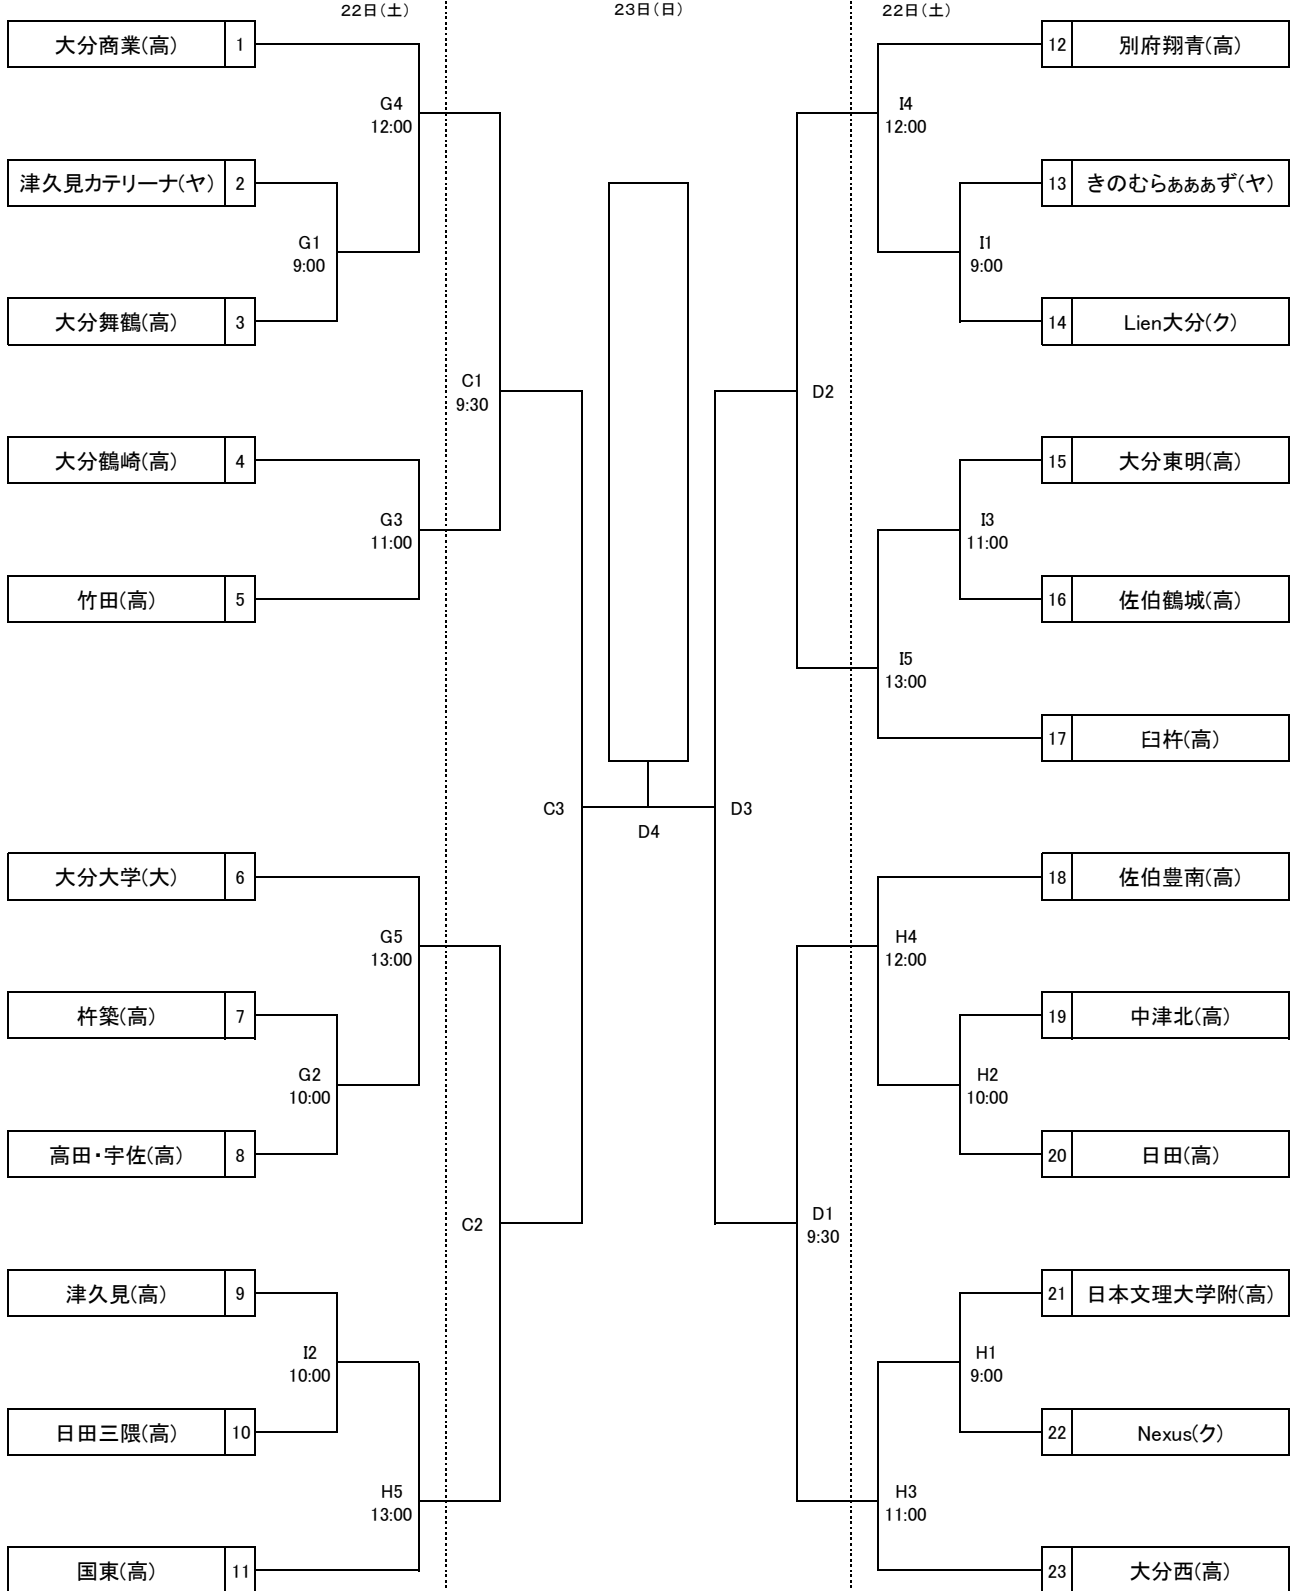 22日(土)
23日(日)
22日(土)
大分商業(高) 1
G4
12:00
津久見カテリーナ(ヤ) 2
G1
9:00
大分舞鶴(高) 3
C1
9:30
大分鶴崎(高) 4
G3
11:00
竹田(高) 5
C3
D4
大分大学(大) 6
G5
13:00
杵築(高) 7
G2
10:00
高田・宇佐(高) 8
C2
津久見(高) 9
I2
10:00
日田三隈(高) 10
H5
13:00
国東(高) 11
12 別府翔青(高)
I4
12:00
13 きのむらぁぁぁず(ヤ)
I1
9:00
14 Lien大分(ク)
D2
15 大分東明(高)
I3
11:00
16 佐伯鶴城(高)
I5
13:00
17 臼杵(高)
D3
18 佐伯豊南(高)
H4
12:00
19 中津北(高)
H2
10:00
20 日田(高)
D1
9:30
21 日本文理大学附(高)
H1
9:00
22 Nexus(ク)
H3
11:00
23 大分西(高)